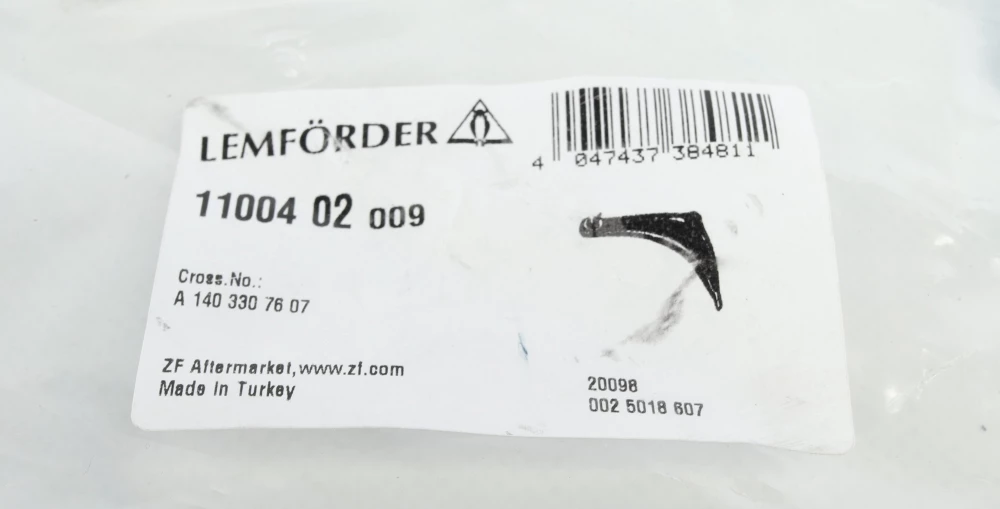 LEMFÖRDER
4 047437 384811
11004 02 009
Cross.No.:
A 140 330 76 07
ZF Aftermarket,www.zf.com
Made in Turkey
20098
002 5018 607